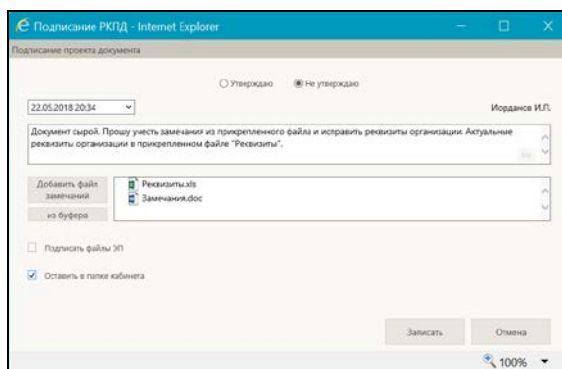 Подписание РКПД - Internet Explorer
Подписание проекта документа
Утверждаю Не утверждаю
22.05.2018 20:34 Иорданов И.П.
Документ сырой. Прошу учесть замечания из прикрепленного файла и исправить реквизиты организации. Актуальные
реквизиты организации в прикрепленном файле "Реквизиты".
Добавить файл
замечаний
Реквизиты.xls
Замечания.doc
из буфера
Подписать файлы ЭП
Оставить в папке кабинета
Записать Отмена
100%